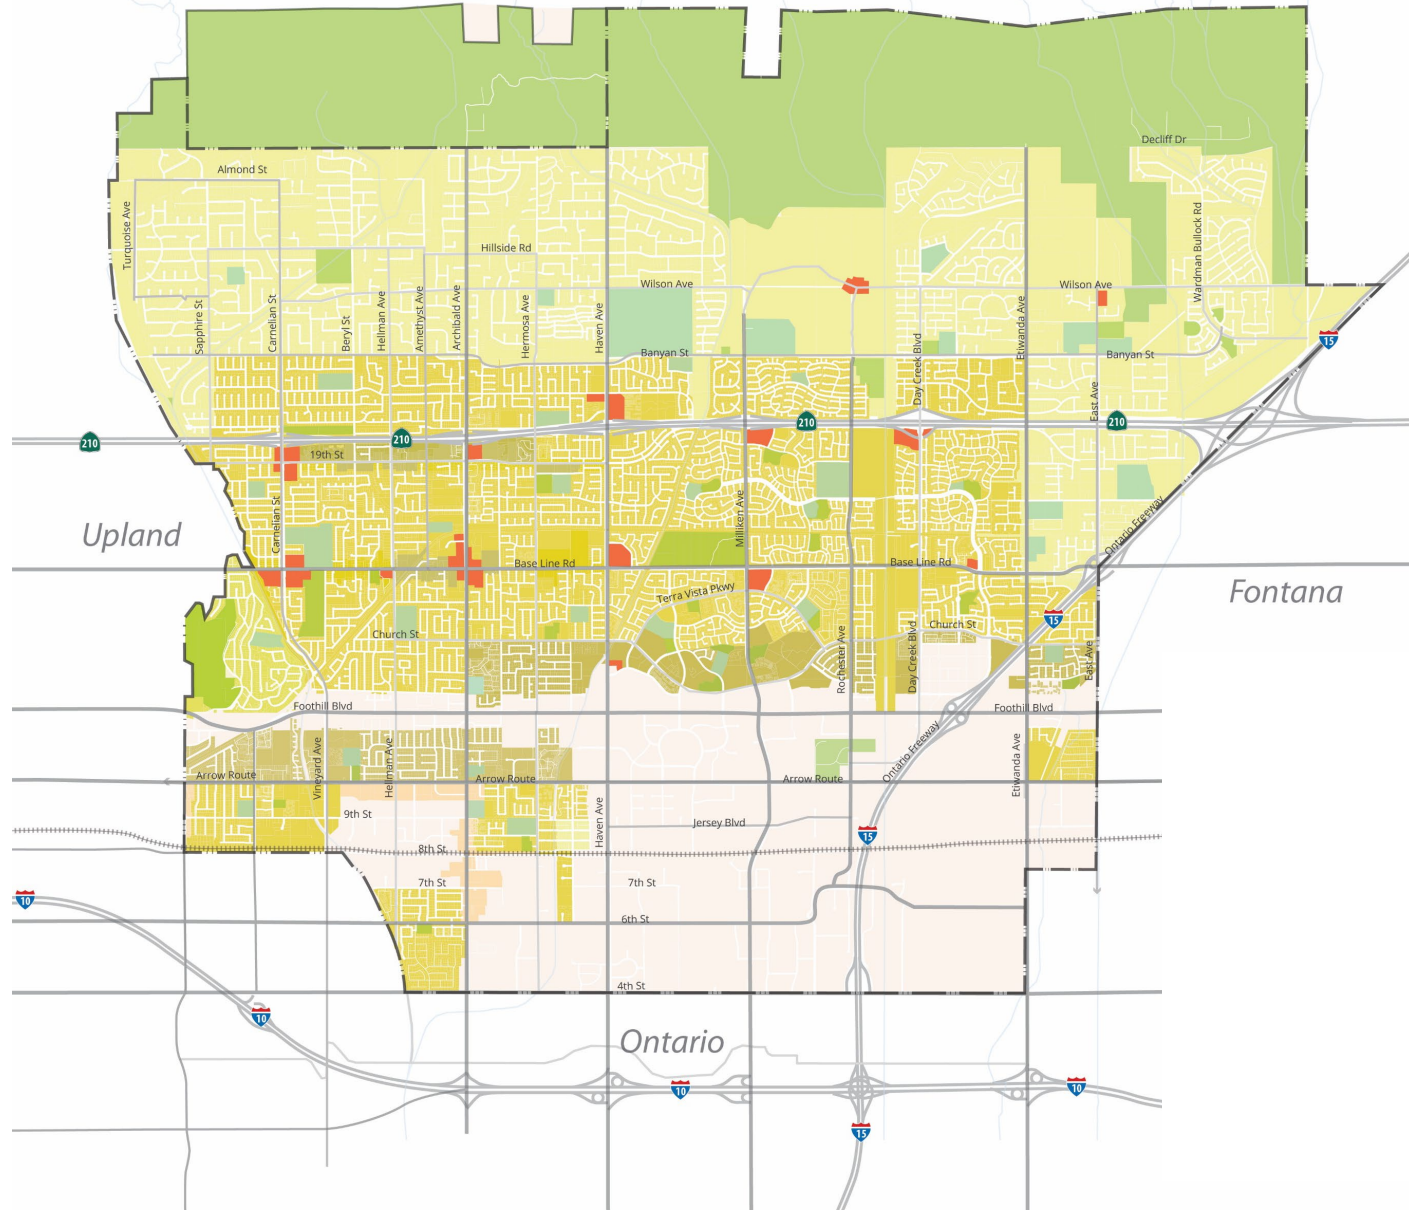 Decliff Dr
Almond St
Turquoise Ave
Wardman Bullock Rd
Hillside Rd
Wilson Ave
Wilson Ave
Sapphire St
Carnelian St
Beryl St
Hellman Ave
Amethyst Ave
Archibald Ave
Hermosa Ave
Haven Ave
Etiwanda Ave
15
Banyan St
Day Creek Blvd
Banyan St
East Ave
210
210
210
210
19th St
Upland
Carnelian St
Milliken Ave
Ontario Freeway
Base Line Rd
Base Line Rd
Fontana
Terra Vista Pkwy
15
Church St
Church St
Rochester Ave
Day Creek Blvd
East Ave
Foothill Blvd
Foothill Blvd
Ontario Freeway
Vineyard Ave
Hellman Ave
Etiwanda Ave
Arrow Route
Arrow Route
Arrow Route
9th St
Haven Ave
Jersey Blvd
15
8th St
7th St
7th St
10
6th St
4th St
10
Ontario
10
10
15